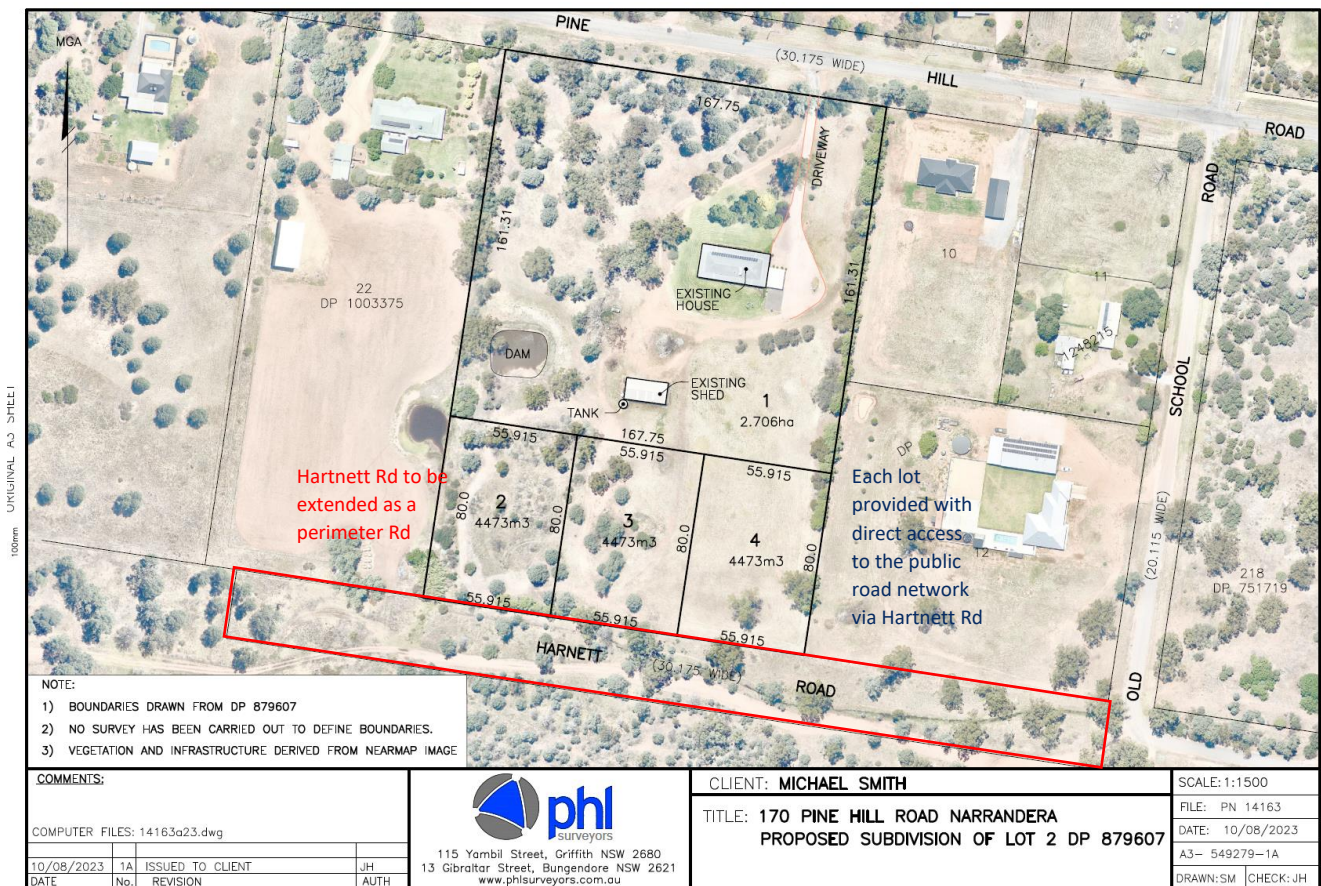 MGA
PINE
(30.175 WIDE)
HILL
ROAD
167.75
DRIVEWAY
ROAD
161.31
10
11
22
DP 1003375
EXISTING
HOUSE
161.31
1248215
DAM
EXISTING
SHED
1
2.706ha
TANK
SCHOOL
55.915
167.75
55.915
55.915
DP
Hartnett Rd to be
extended as a
perimeter Rd
Each lot
provided with
direct access
to the public
road network
via Hartnett Rd
80.0
2
4473m3
80.0
3
4473m3
80.0
4
4473m3
80.0
12
(20.115 WIDE)
218
DP 751719
55.915
55.915
55.915
HARNETT
(30.175 WIDE)
ROAD
OLD
ORIGINAL A3 SHEET
100mm
NOTE:
1) BOUNDARIES DRAWN FROM DP 879607
2) NO SURVEY HAS BEEN CARRIED OUT TO DEFINE BOUNDARIES.
3) VEGETATION AND INFRASTRUCTURE DERIVED FROM NEARMAP IMAGE
COMMENTS:
COMPUTER FILES: 14163a23.dwg
10/08/2023 1A ISSUED TO CLIENT JH
DATE No. REVISION AUTH
phl
surveyors
115 Yambil Street, Griffith NSW 2680
13 Gibraltar Street, Bungendore NSW 2621
www.phlsurveyors.com.au
CLIENT: MICHAEL SMITH
TITLE: 170 PINE HILL ROAD NARRANDERA
PROPOSED SUBDIVISION OF LOT 2 DP 879607
SCALE: 1:1500
FILE: PN 14163
DATE: 10/08/2023
A3- 549279-1A
DRAWN:SM CHECK: JH